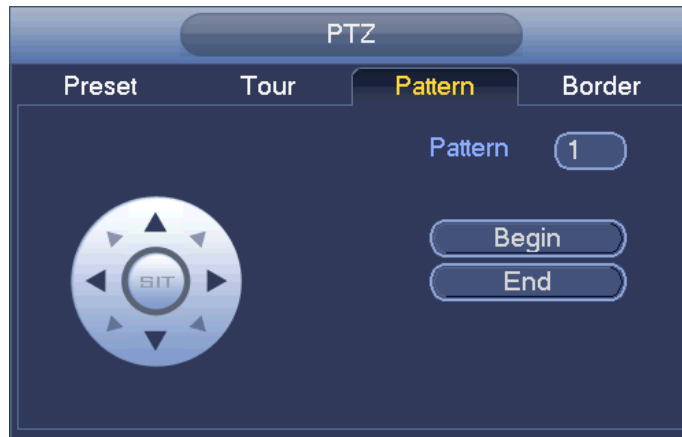 PTZ
Preset Tour Pattern Border
Pattern 1
SIT
Begin
End